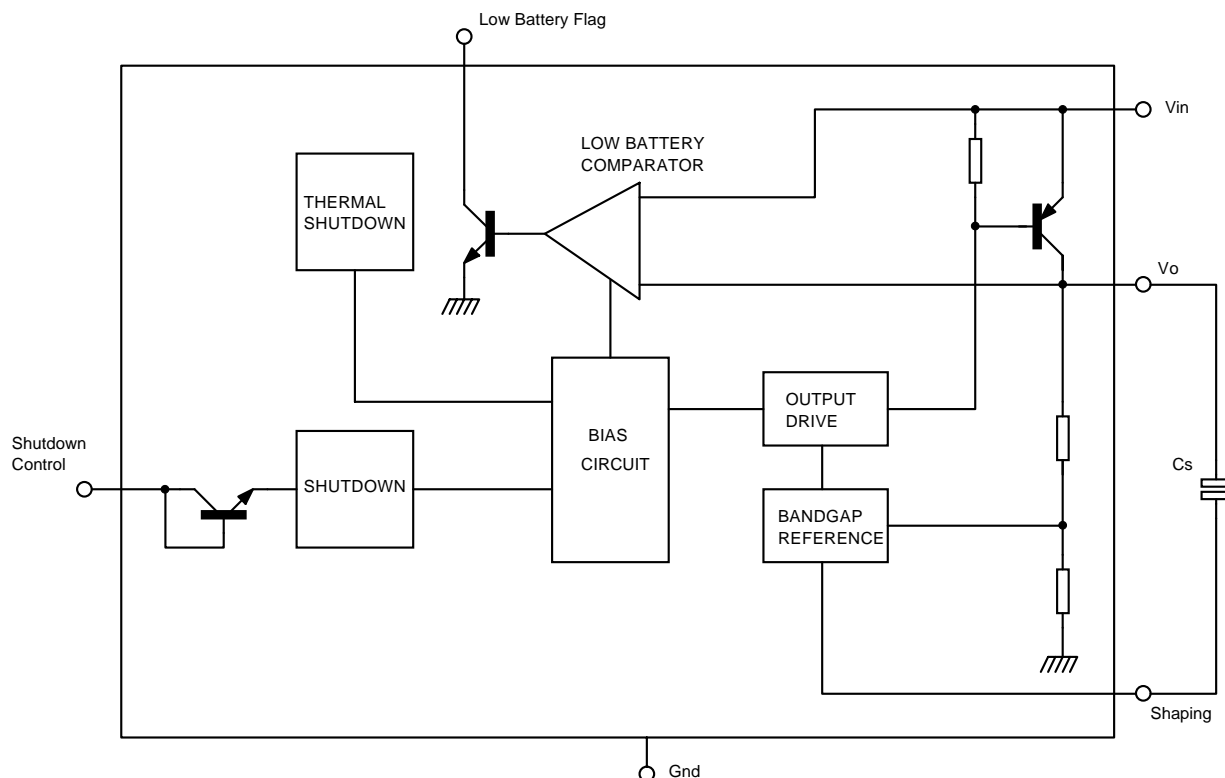 Low Battery Flag
Vin
LOW BATTERY
COMPARATOR
THERMAL
SHUTDOWN
Vo
OUTPUT
DRIVE
BIAS
CIRCUIT
Shutdown
Control
SHUTDOWN
Cs
BANDGAP
REFERENCE
Shaping
Gnd